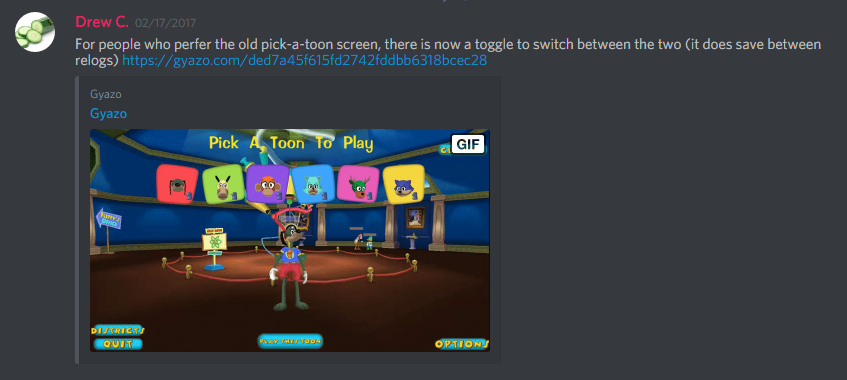 Drew C. 02/17/2017
For people who perfer the old pick-a-toon screen, there is now a toggle to switch between the two (it does save between
relogs) https://gyazo.com/ded7a45f615fd2742fddbb6318bcec28
Gyazo
Gyazo
Pick A Toon To Play
GIF
DISTRICTS
QUIT
PLAY THIS TOON
OPTIONS